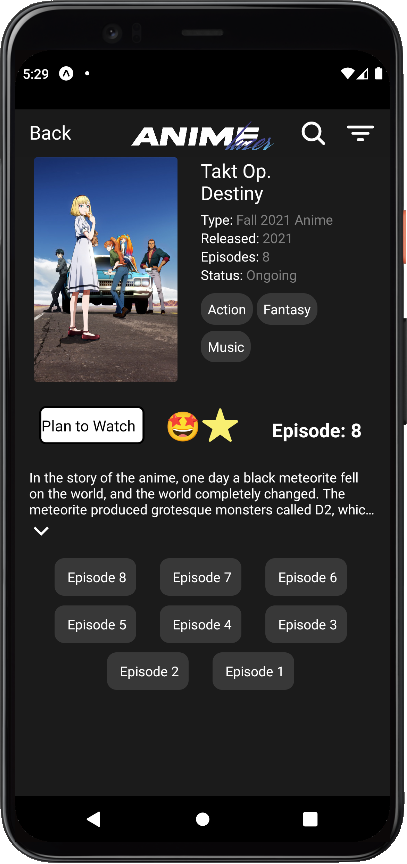 5:29
Back
ANIME
Takt Op.
Destiny
Type: Fall 2021 Anime
Released: 2021
Episodes: 8
Status: Ongoing
Action
Fantasy
Music
Plan to Watch
Episode: 8
In the story of the anime, one day a black meteorite fell
on the world, and the world completely changed. The
meteorite produced grotesque monsters called D2, whic...
Episode 8
Episode 7
Episode 6
Episode 5
Episode 4
Episode 3
Episode 2
Episode 1